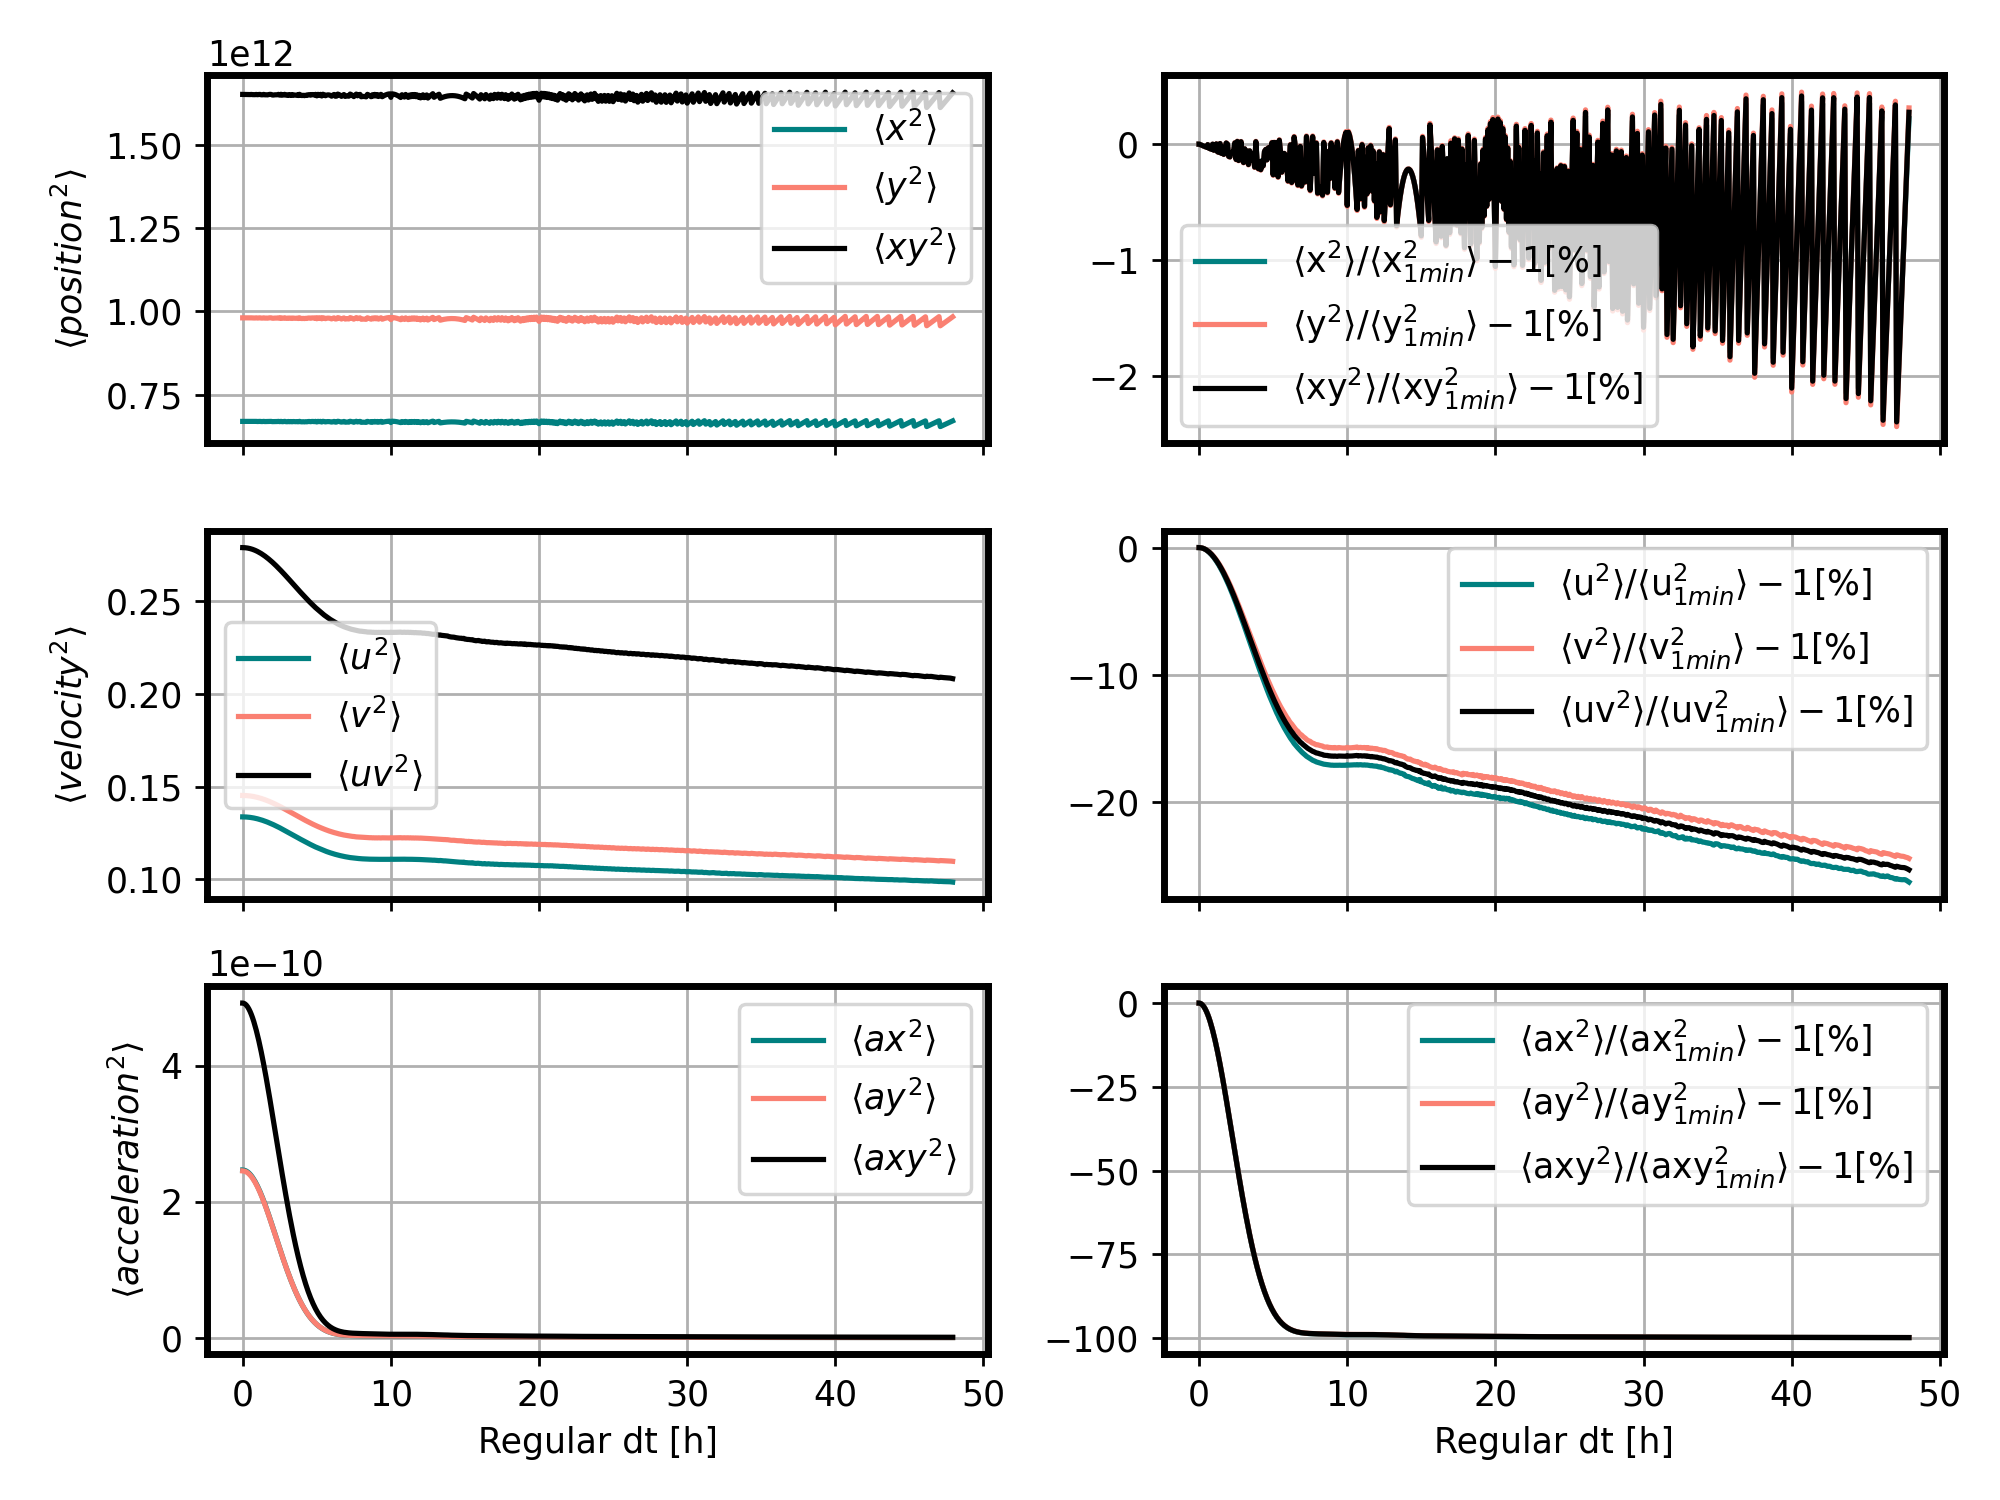 1e12
⟨position²⟩
1.50
1.25
1.00
0.75
⟨x²⟩
⟨y²⟩
⟨xy²⟩
0
−1
−2
⟨x²⟩/⟨x²₁ₘᵢₙ⟩ − 1[%]
⟨y²⟩/⟨y²₁ₘᵢₙ⟩ − 1[%]
⟨xy²⟩/⟨xy²₁ₘᵢₙ⟩ − 1[%]
⟨velocity²⟩
0.25
0.20
0.15
0.10
⟨u²⟩
⟨v²⟩
⟨uv²⟩
0
−10
−20
⟨u²⟩/⟨u²₁ₘᵢₙ⟩ − 1[%]
⟨v²⟩/⟨v²₁ₘᵢₙ⟩ − 1[%]
⟨uv²⟩/⟨uv²₁ₘᵢₙ⟩ − 1[%]
1e−10
⟨acceleration²⟩
4
2
0
⟨ax²⟩
⟨ay²⟩
⟨axy²⟩
0 10 20 30 40 50
Regular dt [h]
0
−25
−50
−75
−100
⟨ax²⟩/⟨ax²₁ₘᵢₙ⟩ − 1[%]
⟨ay²⟩/⟨ay²₁ₘᵢₙ⟩ − 1[%]
⟨axy²⟩/⟨axy²₁ₘᵢₙ⟩ − 1[%]
0 10 20 30 40 50
Regular dt [h]